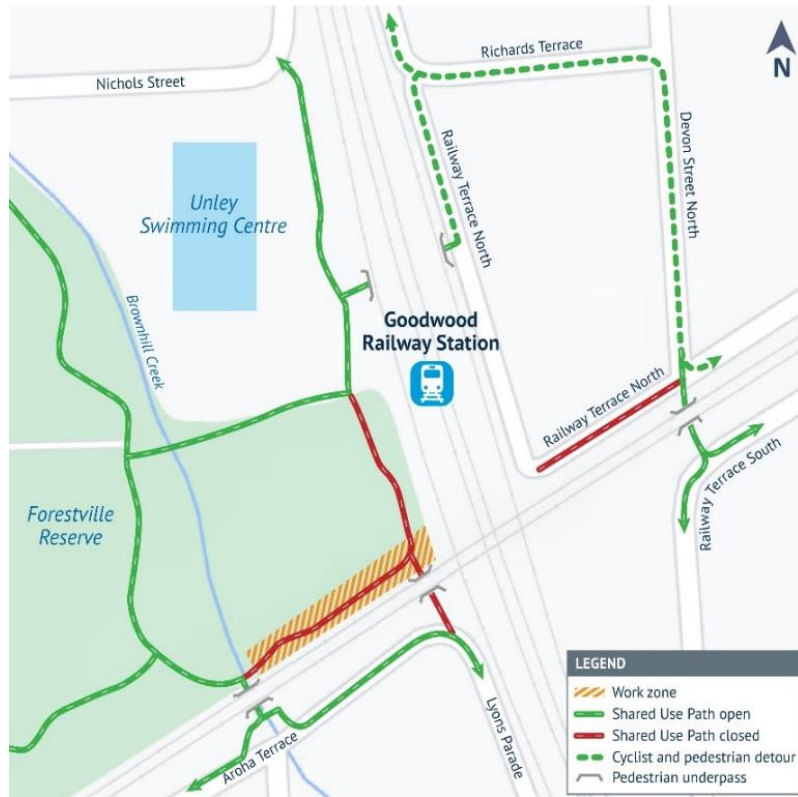 Richards Terrace
N
Nichols Street
Devon Street North
Railway Terrace North
Unley
Swimming Centre
Brownhill Creek
Goodwood
Railway Station
Railway Terrace North
Railway Terrace South
Forestville
Reserve
Lyons Parade
Aroha Terrace
LEGEND
Work zone
Shared Use Path open
Shared Use Path closed
Cyclist and pedestrian detour
Pedestrian underpass